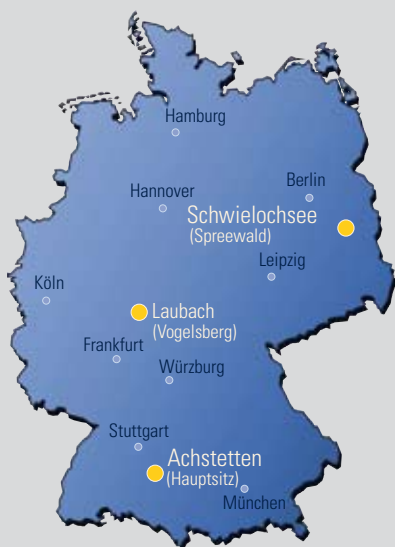 Hamburg
Hannover
Berlin
Schwielochsee
(Spreewald)
Leipzig
Köln
Laubach
(Vogelsberg)
Frankfurt
Würzburg
Stuttgart
Achstetten
(Hauptsitz)
München